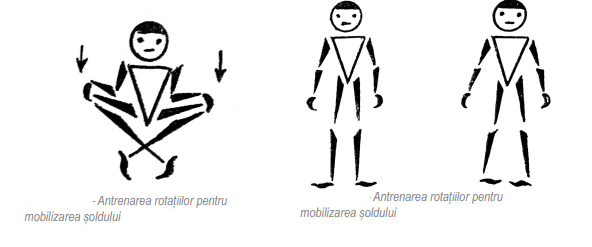 - Antrenarea rotațiilor pentru
mobilizarea șoldului
Antrenarea rotațiilor pentru
mobilizarea șoldului